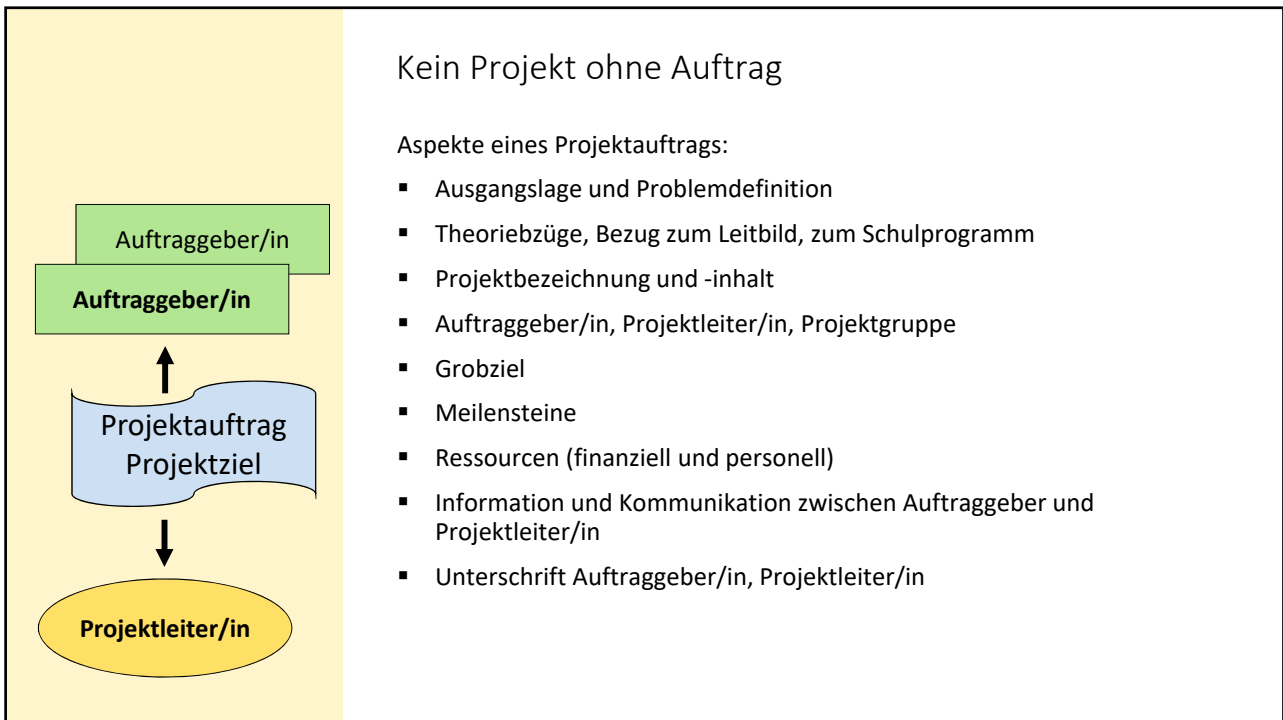 Kein Projekt ohne Auftrag
Aspekte eines Projektauftrags:
▪ Ausgangslage und Problemdefinition
▪ Theoriebzüge, Bezug zum Leitbild, zum Schulprogramm
▪ Projektbezeichnung und -inhalt
▪ Auftraggeber/in, Projektleiter/in, Projektgruppe
▪ Grobziel
▪ Meilensteine
▪ Ressourcen (finanziell und personell)
▪ Information und Kommunikation zwischen Auftraggeber und
Projektleiter/in
▪ Unterschrift Auftraggeber/in, Projektleiter/in
Auftraggeber/in
Auftraggeber/in
Projektauftrag
Projektziel
Projektleiter/in